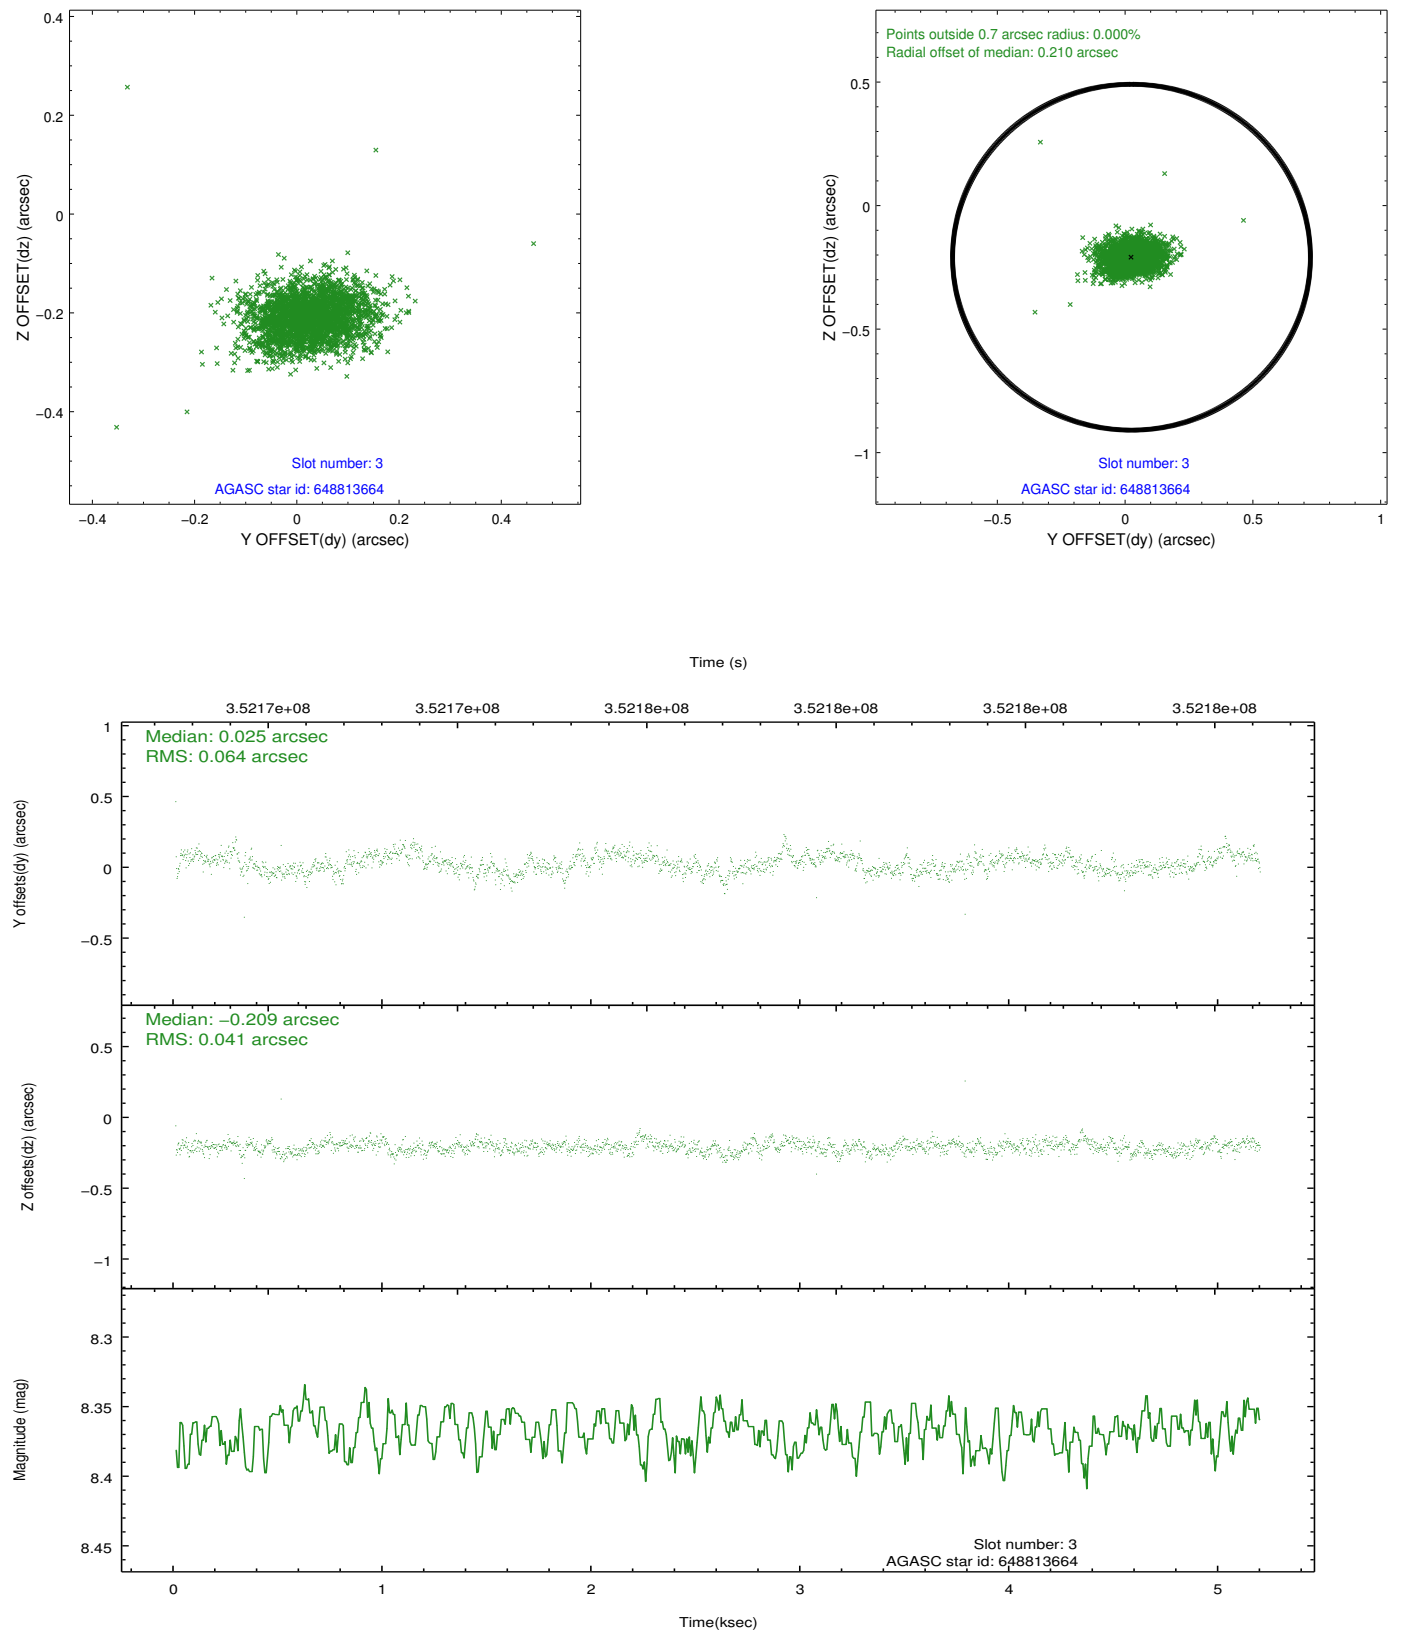 0.4
0.2
0
−0.2
−0.4
Z OFFSET(dz) (arcsec)
Slot number: 3
AGASC star id: 648813664
−0.4 −0.2 0 0.2 0.4
Y OFFSET(dy) (arcsec)
Points outside 0.7 arcsec radius: 0.000%
Radial offset of median: 0.210 arcsec
0.5
0
−0.5
−1
Z OFFSET(dz) (arcsec)
Slot number: 3
AGASC star id: 648813664
−0.5 0 0.5 1
Y OFFSET(dy) (arcsec)
Time (s)
3.5217e+08 3.5217e+08 3.5218e+08 3.5218e+08 3.5218e+08 3.5218e+08
Median: 0.025 arcsec
RMS: 0.064 arcsec
1
0.5
0
−0.5
Y offsets(dy) (arcsec)
Median: −0.209 arcsec
RMS: 0.041 arcsec
0.5
0
−0.5
−1
Z offsets(dz) (arcsec)
8.3
8.35
8.4
8.45
Magnitude (mag)
Slot number: 3
AGASC star id: 648813664
0 1 2 3 4 5
Time(ksec)